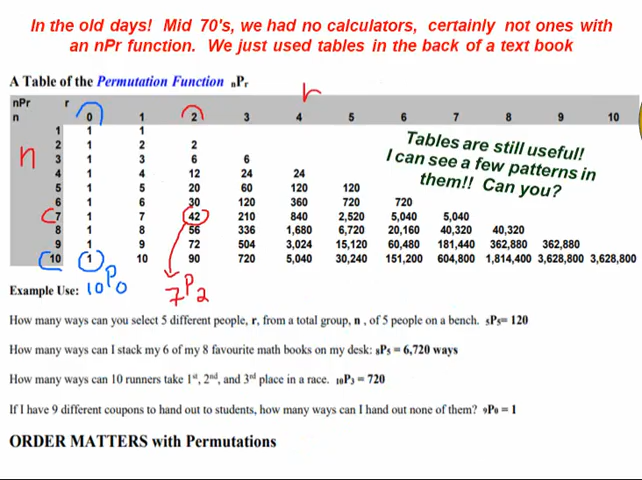 In the old days! Mid 70's, we had no calculators, certainly not ones with
an nPr function. We just used tables in the back of a text book
A Table of the Permutation Function nPr
r
nPr r
n 0 1 2 3 4 5 6 7 8 9 10
n
1 1 1
2 1 2 2
3 1 3 6 6
4 1 4 12 24 24
5 1 5 20 60 120 120
6 1 6 30 120 360 720 720
7 1 7 42 210 840 2,520 5,040 5,040
8 1 8 56 336 1,680 6,720 20,160 40,320 40,320
9 1 9 72 504 3,024 15,120 60,480 181,440 362,880 362,880
10 1 10 90 720 5,040 30,240 151,200 604,800 1,814,400 3,628,800 3,628,800
Tables are still useful!
I can see a few patterns in
them!! Can you?
10P0
7P2
Example Use:
How many ways can you select 5 different people, r, from a total group, n , of 5 people on a bench. 5P5= 120
How many ways can I stack my 6 of my 8 favourite math books on my desk: 8P5 = 6,720 ways
How many ways can 10 runners take 1st, 2nd, and 3rd place in a race. 10P3 = 720
If I have 9 different coupons to hand out to students, how many ways can I hand out none of them? 9P0 = 1
ORDER MATTERS with Permutations